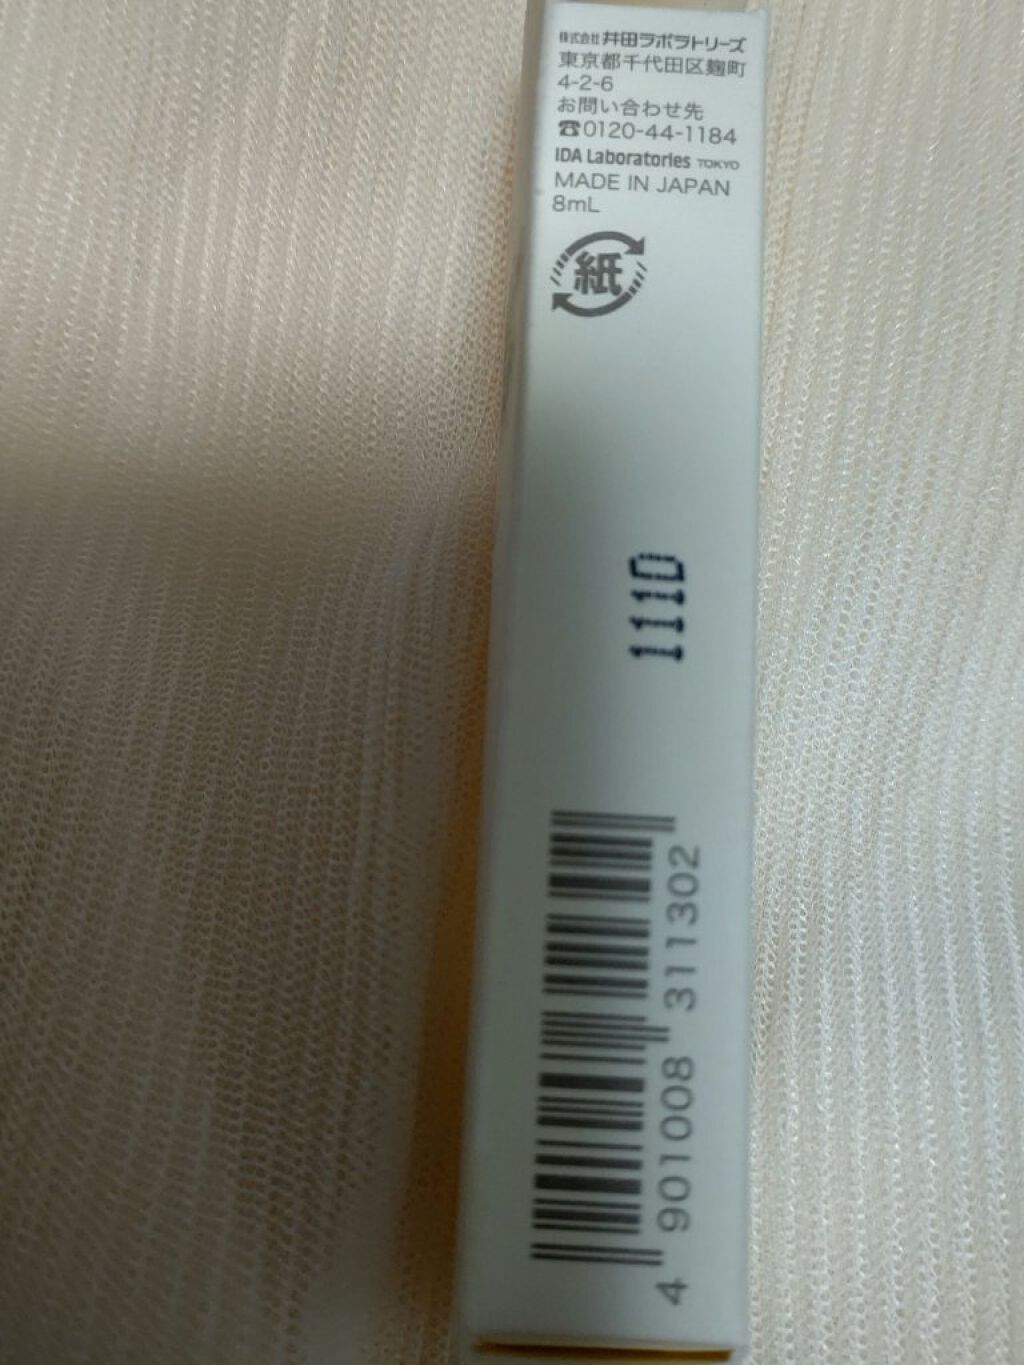 株式会社 井田ラボラトリーズ
東京都千代田区麹町
4-2-6
お問い合わせ先
☎0120-44-1184
IDA Laboratories TOKYO
MADE IN JAPAN
8mL
紙
1110
4 901008 311302